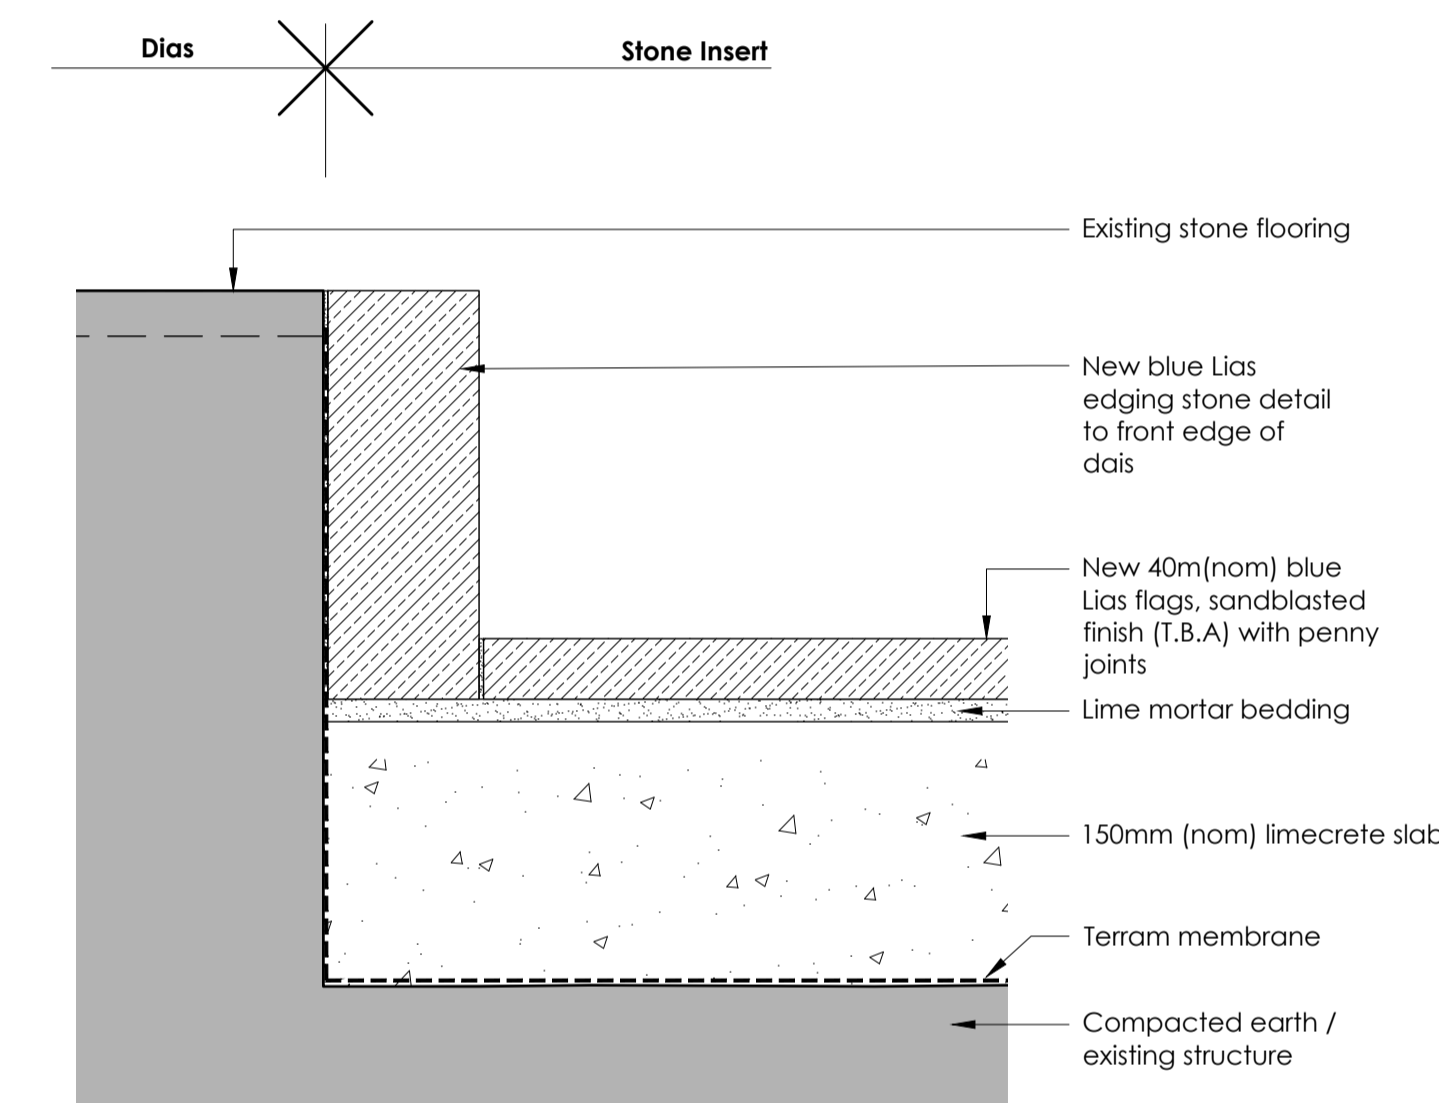 Dias
Stone Insert
Existing stone flooring
New blue Lias
edging stone detail
to front edge of
dais
New 40m(nom) blue
Lias flags, sandblasted
finish (T.B.A) with penny
joints
Lime mortar bedding
150mm (nom) limecrete slab
Terram membrane
Compacted earth /
existing structure